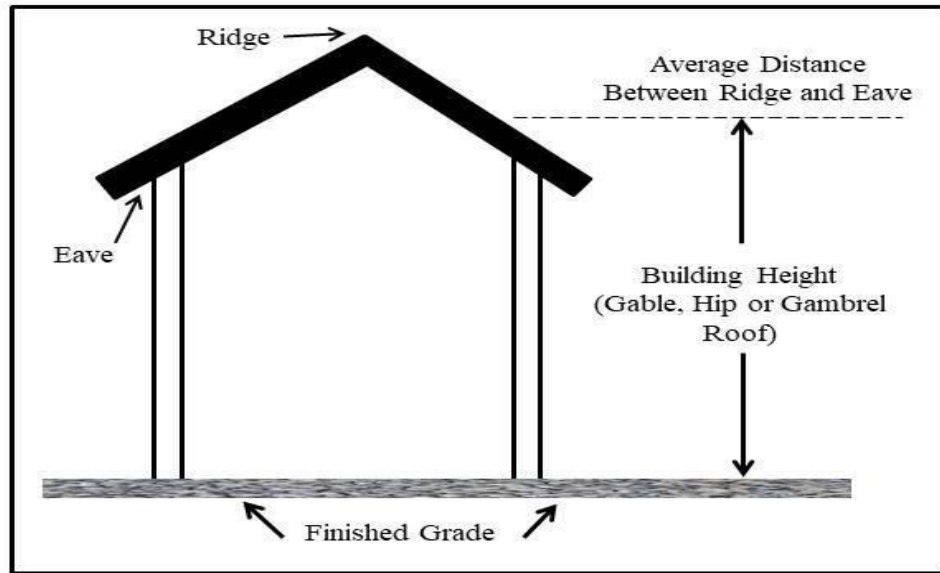 Ridge
Average Distance
Between Ridge and Eave
Eave
Building Height
(Gable, Hip or Gambrel
Roof)
Finished Grade